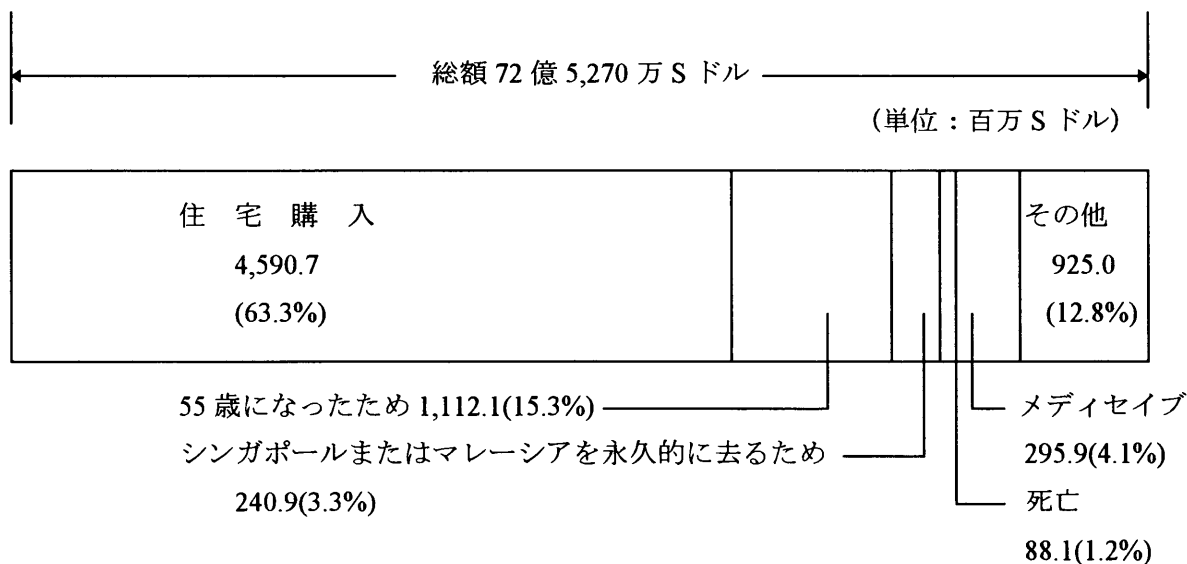 総額 72 億 5,270 万 S ドル
（単位：百万 S ドル）
住 宅 購 入
4,590.7
(63.3%)
その他
925.0
(12.8%)
55 歳になったため 1,112.1(15.3%)
シンガポールまたはマレーシアを永久的に去るため
240.9(3.3%)
メディセイブ
295.9(4.1%)
死亡
88.1(1.2%)